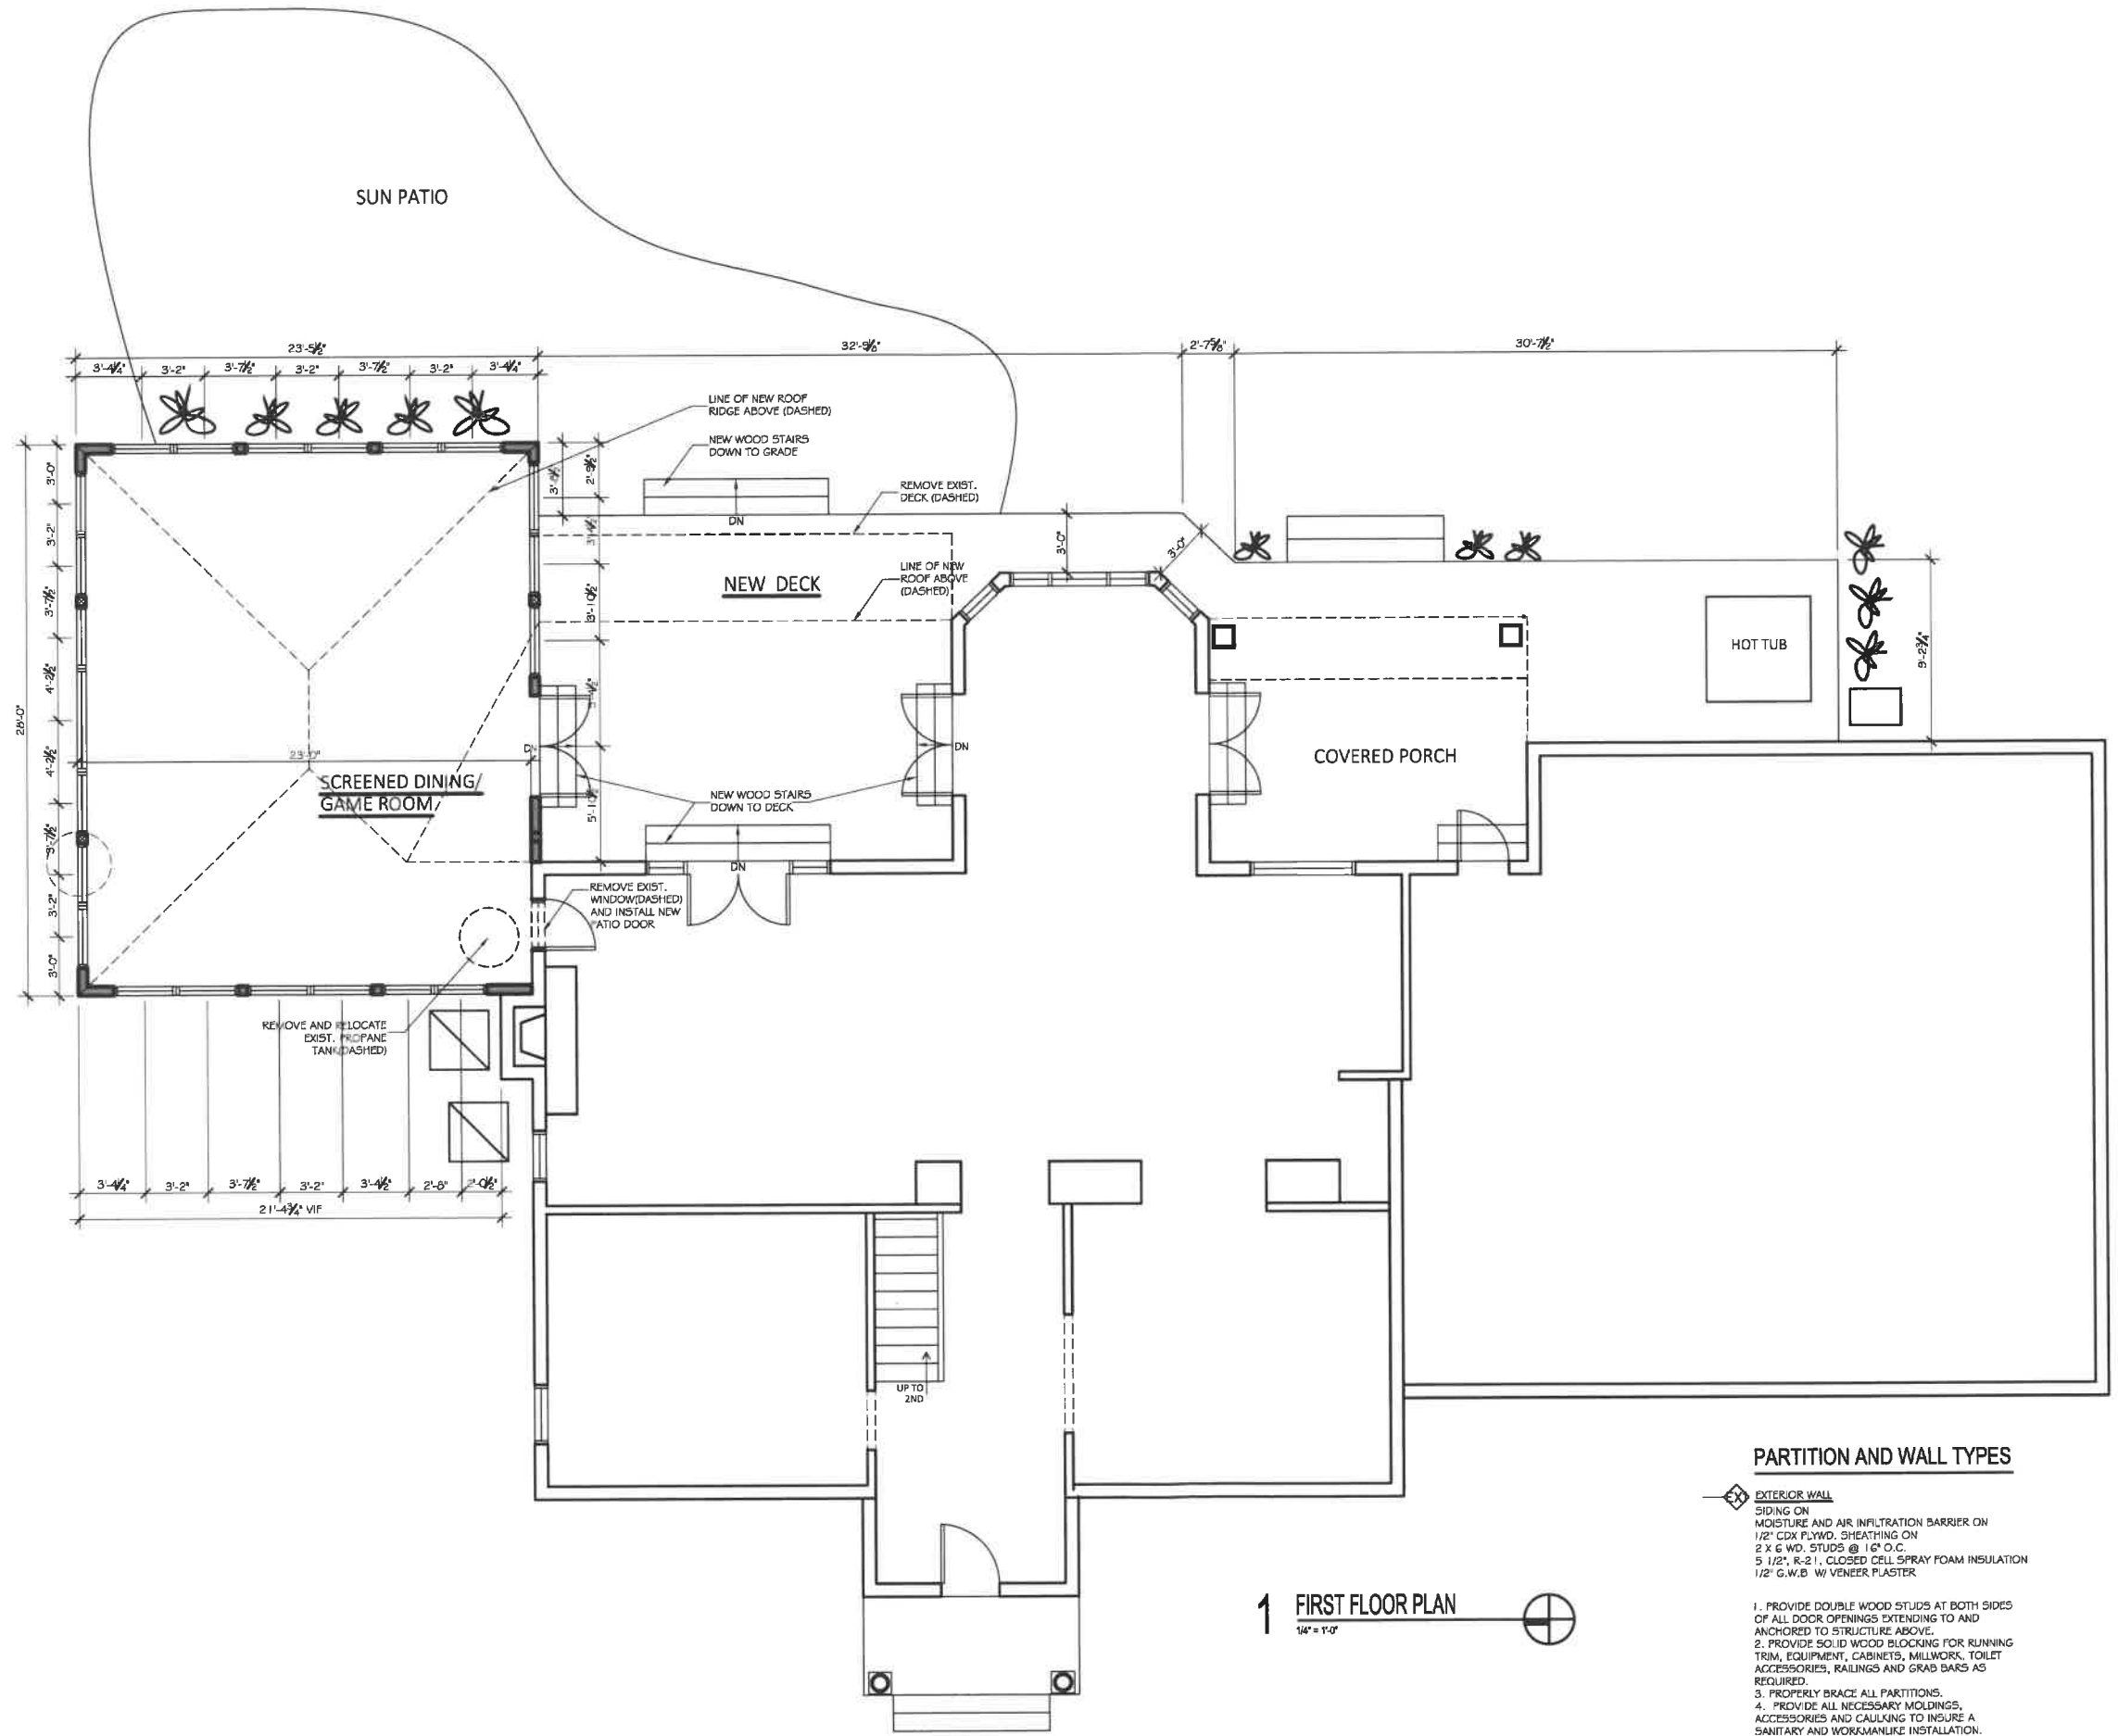 SUN PATIO
23'-5½"
32'-5⅝"
2'-7⅝"
30'-7½"
3'-4¼"
3'-2"
3'-7½"
3'-2"
3'-7½"
3'-2"
3'-4¼"
LINE OF NEW ROOF
RIDGE ABOVE (DASHED)
NEW WOOD STAIRS
DOWN TO GRADE
REMOVE EXIST.
DECK (DASHED)
DN
3'-0"
3'-0"
LINE OF NEW
ROOF ABOVE
(DASHED)
NEW DECK
3'-0"
3'-2"
3'-7½"
4'-2½"
4'-2½"
3'-7½"
3'-2"
3'-0"
28'-0"
3'-10½"
5'-10½"
HOT TUB
9'-2¾"
DN
DN
23'-0"
SCREENED DINING/
GAME ROOM
COVERED PORCH
NEW WOOD STAIRS
DOWN TO DECK
DN
REMOVE EXIST.
WINDOW(DASHED)
AND INSTALL NEW
PATIO DOOR
REMOVE AND RELOCATE
EXIST. PROPANE
TANK(DASHED)
3'-4¼"
3'-2"
3'-7½"
3'-2"
3'-4½"
2'-8"
2'-0½"
21'-4¾" VIF
UP TO
2ND
1 FIRST FLOOR PLAN
1/4" = 1'-0"
PARTITION AND WALL TYPES
EX1 EXTERIOR WALL
SIDING ON
MOISTURE AND AIR INFILTRATION BARRIER ON
1/2" CDX PLYWD. SHEATHING ON
2 X 6 WD. STUDS @ 16" O.C.
5 1/2", R-21, CLOSED CELL SPRAY FOAM INSULATION
1/2" G.W.B W/ VENEER PLASTER
1. PROVIDE DOUBLE WOOD STUDS AT BOTH SIDES
OF ALL DOOR OPENINGS EXTENDING TO AND
ANCHORED TO STRUCTURE ABOVE.
2. PROVIDE SOLID WOOD BLOCKING FOR RUNNING
TRIM, EQUIPMENT, CABINETS, MILLWORK, TOILET
ACCESSORIES, RAILINGS AND GRAB BARS AS
REQUIRED.
3. PROPERLY BRACE ALL PARTITIONS.
4. PROVIDE ALL NECESSARY MOLDINGS,
ACCESSORIES AND CAULKING TO INSURE A
SANITARY AND WORKMANLIKE INSTALLATION.